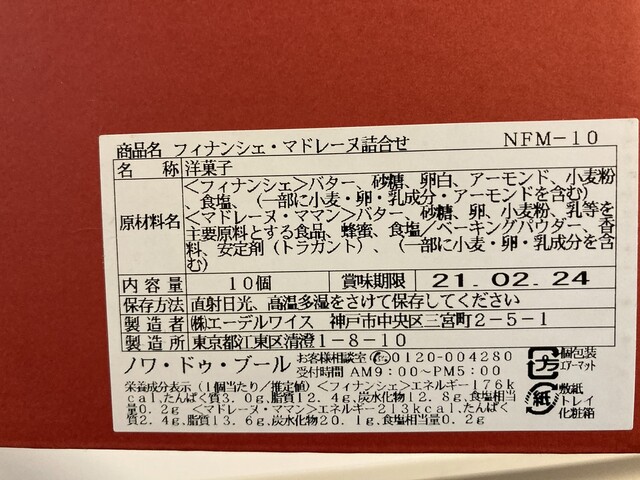 商品名 フィナンシェ・マドレーヌ詰合せ NFM-10
名 称 洋菓子
原材料名 <フィナンシェ>バター、砂糖、卵白、アーモンド、小麦粉
、食塩、(一部に小麦・卵・乳成分・アーモンドを含む)
<マドレーヌ・ママン>バター、砂糖、卵、小麦粉、乳等を
主要原料とする食品、蜂蜜、食塩/ベーキングパウダー、香
料、安定剤(トラガント)、(一部に小麦・卵・乳成分を含
む)
内容量 10個 賞味期限 21.02.24
保存方法 直射日光、高温多湿をさけて保存してください
製造者 ㈱エーデルワイス 神戸市中央区三宮町2-5-1
製造所 東京都江東区清澄1-8-10
ノワ・ドゥ・ブール お客様相談室 0120-004280
受付時間 AM9:00~PM5:00
プラ 個包装
エアーマット
紙 敷紙
トレイ
化粧箱
栄養成分表示(1個当たり/推定値)<フィナンシェ>エネルギー176k
cal,たんぱく質3.0g,脂質12.4g,炭水化物12.8g,食塩相
当量0.2g <マドレーヌ・ママン>エネルギー213kcal,たんぱく
質2.4g,脂質13.6g,炭水化物20.1g,食塩相当量0.2g